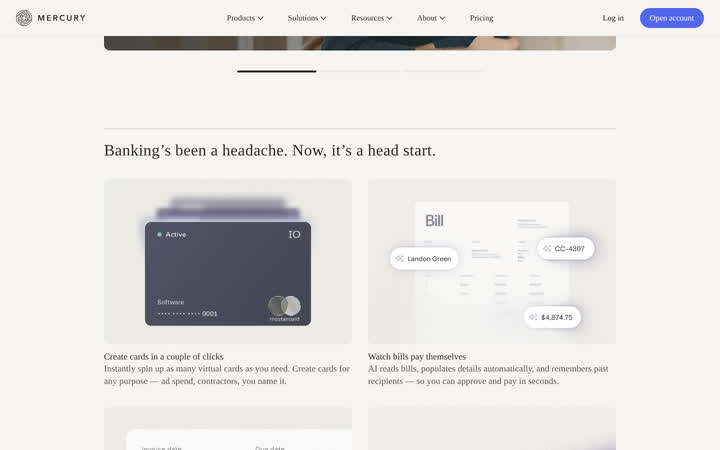 MERCURY
Products
Solutions
Resources
About
Pricing
Log in
Open account
Banking’s been a headache. Now, it’s a head start.
Active
IO
Software
•••• •••• •••• 0001
mastercard
Bill
Landon Green
CC-4307
$4,874.75
Create cards in a couple of clicks
Instantly spin up as many virtual cards as you need. Create cards for
any purpose — ad spend, contractors, you name it.
Watch bills pay themselves
AI reads bills, populates details automatically, and remembers past
recipients — so you can approve and pay in seconds.
Invoice date
Due date